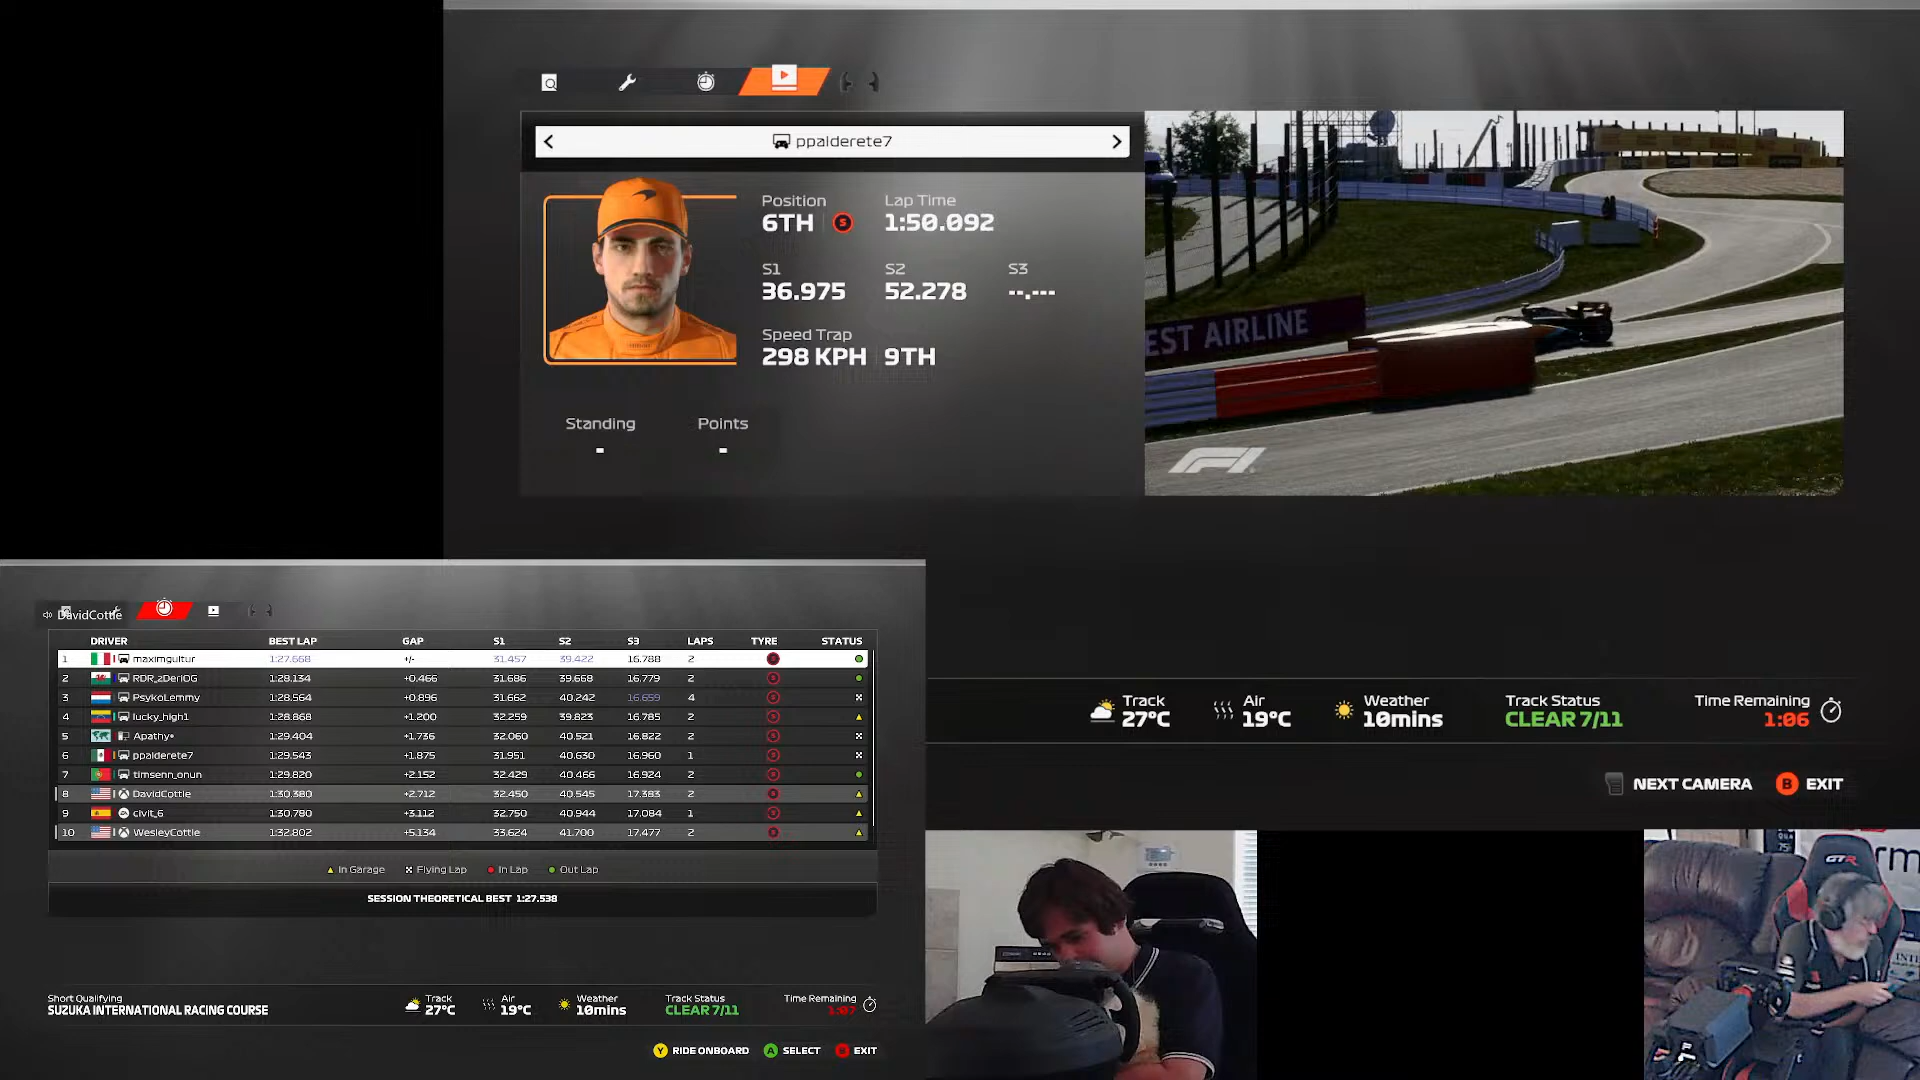 ppalderete7
Position
6TH S
Lap Time
1:50.092
S1
36.975
S2
52.278
S3
--.---
Speed Trap
298 KPH 9TH
Standing
-
Points
-
EST AIRLINE
F1
Track
27°C
Air
19°C
Weather
10mins
Track Status
CLEAR 7/11
Time Remaining
1:06
NEXT CAMERA
B EXIT
DavidCottle
DRIVER BEST LAP GAP S1 S2 S3 LAPS TYRE STATUS
1 maximgultur 1:27.668 +/- 31.457 39.422 16.788 2 S
2 RDR_2DerIOG 1:28.134 +0.466 31.686 39.668 16.779 2 S
3 PsykoLemmy 1:28.564 +0.896 31.662 40.242 16.659 4 S
4 lucky_high1 1:28.868 +1.200 32.259 39.823 16.785 2 S
5 Apathy• 1:29.404 +1.736 32.060 40.521 16.822 2 S
6 ppalderete7 1:29.543 +1.875 31.951 40.630 16.960 1 S
7 timsenn_onun 1:29.820 +2.152 32.429 40.466 16.924 2 S
8 DavidCottle 1:30.380 +2.712 32.450 40.545 17.383 2 S
9 civit_6 1:30.780 +3.112 32.750 40.944 17.084 1 S
10 WesleyCottle 1:32.802 +5.134 33.624 41.700 17.477 2 S
In Garage Flying Lap In Lap Out Lap
SESSION THEORETICAL BEST 1:27.538
Short Qualifying
SUZUKA INTERNATIONAL RACING COURSE
Track
27°C
Air
19°C
Weather
10mins
Track Status
CLEAR 7/11
Time Remaining
1:07
Y RIDE ONBOARD A SELECT B EXIT
GTR